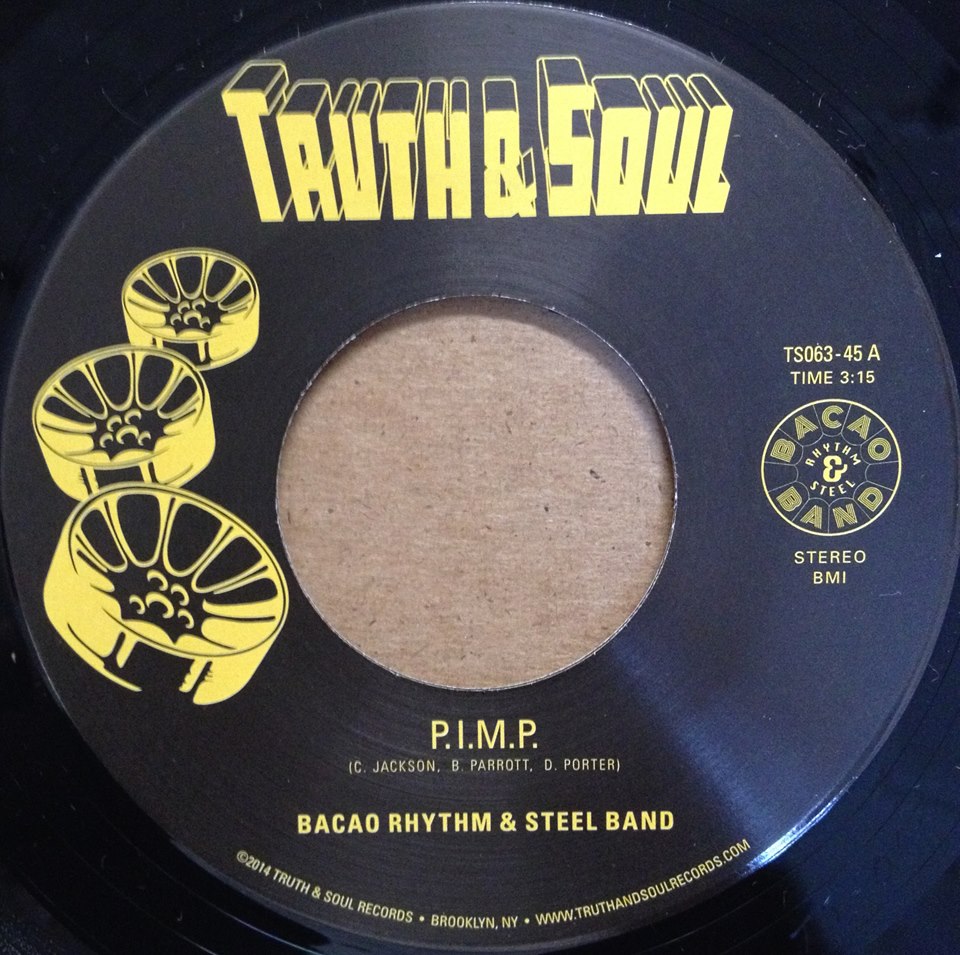 TRUTH & SOUL
TS063-45 A
TIME 3:15
BACAO
RHYTHM
&
STEEL
BAND
STEREO
BMI
P.I.M.P.
(C. JACKSON, B. PARROTT, D. PORTER)
BACAO RHYTHM & STEEL BAND
©2014 TRUTH & SOUL RECORDS • BROOKLYN, NY • WWW.TRUTHANDSOULRECORDS.COM